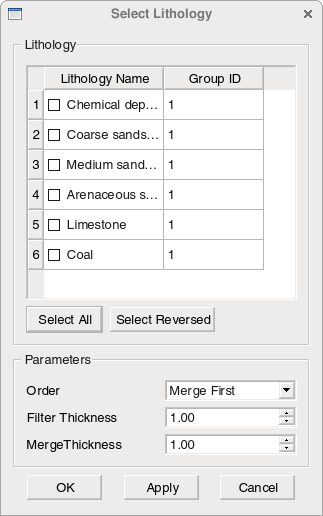 Select Lithology
Lithology
Lithology Name Group ID
1 Chemical dep... 1
2 Coarse sands... 1
3 Medium sand... 1
4 Arenaceous s... 1
5 Limestone 1
6 Coal 1
Select All Select Reversed
Parameters
Order Merge First
Filter Thickness 1.00
MergeThickness 1.00
OK Apply Cancel